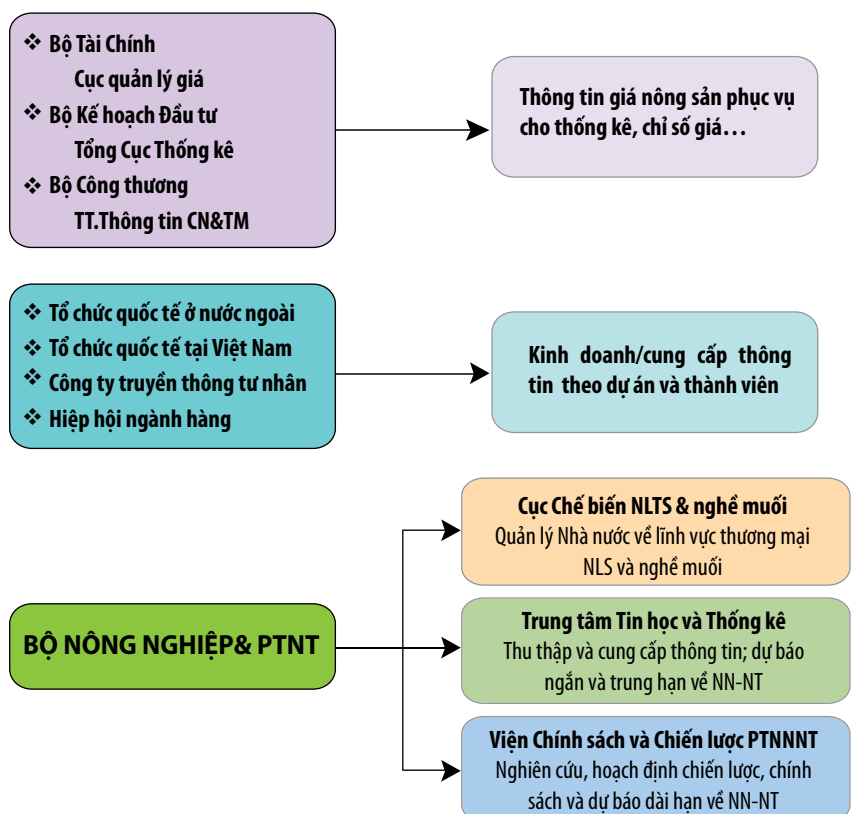 ❖ Bộ Tài Chính
Cục quản lý giá
❖ Bộ Kế hoạch Đầu tư
Tổng Cục Thống kê
❖ Bộ Công thương
TT.Thông tin CN&TM
Thông tin giá nông sản phục vụ
cho thống kê, chỉ số giá…
❖ Tổ chức quốc tế ở nước ngoài
❖ Tổ chức quốc tế tại Việt Nam
❖ Công ty truyền thông tư nhân
❖ Hiệp hội ngành hàng
Kinh doanh/cung cấp thông
tin theo dự án và thành viên
BỘ NÔNG NGHIỆP& PTNT
Cục Chế biến NLTS & nghề muối
Quản lý Nhà nước về lĩnh vực thương mại
NLS và nghề muối
Trung tâm Tin học và Thống kê
Thu thập và cung cấp thông tin; dự báo
ngắn và trung hạn về NN-NT
Viện Chính sách và Chiến lược PTNNNT
Nghiên cứu, hoạch định chiến lược, chính
sách và dự báo dài hạn về NN-NT